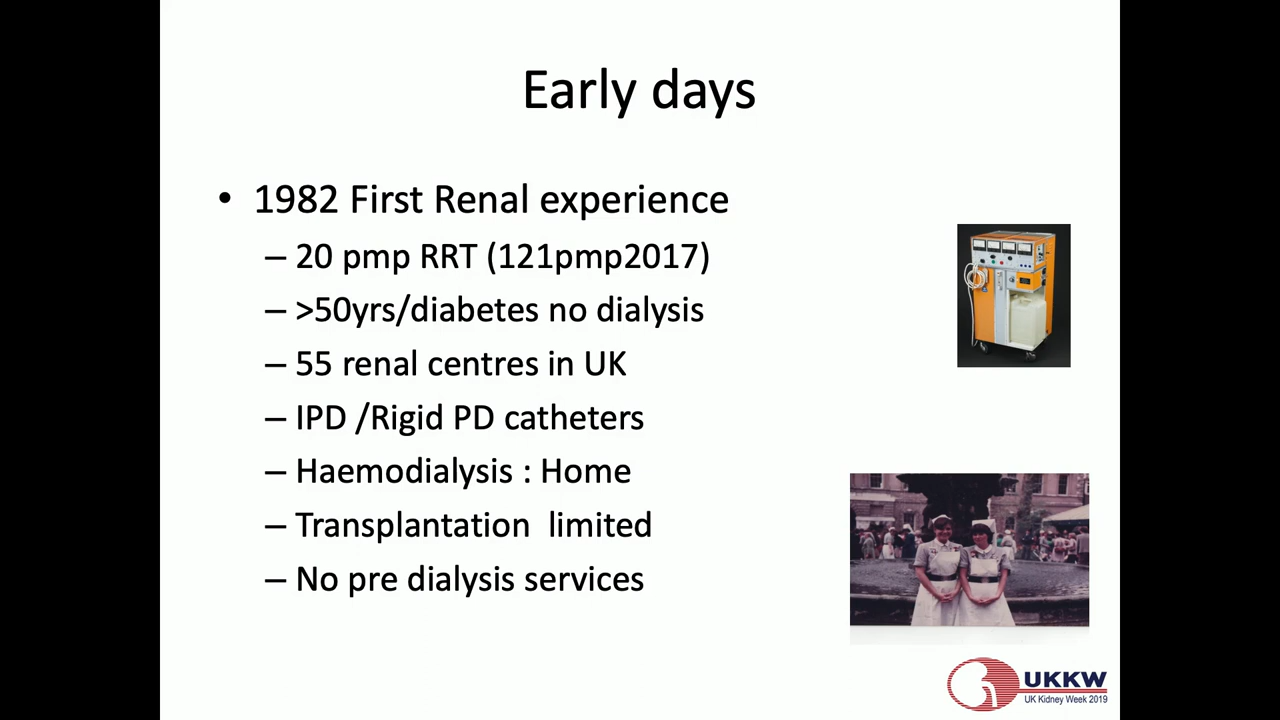 Early days
• 1982 First Renal experience
– 20 pmp RRT (121pmp2017)
– >50yrs/diabetes no dialysis
– 55 renal centres in UK
– IPD /Rigid PD catheters
– Haemodialysis : Home
– Transplantation  limited
– No pre dialysis services
UKKW
UK Kidney Week 2019